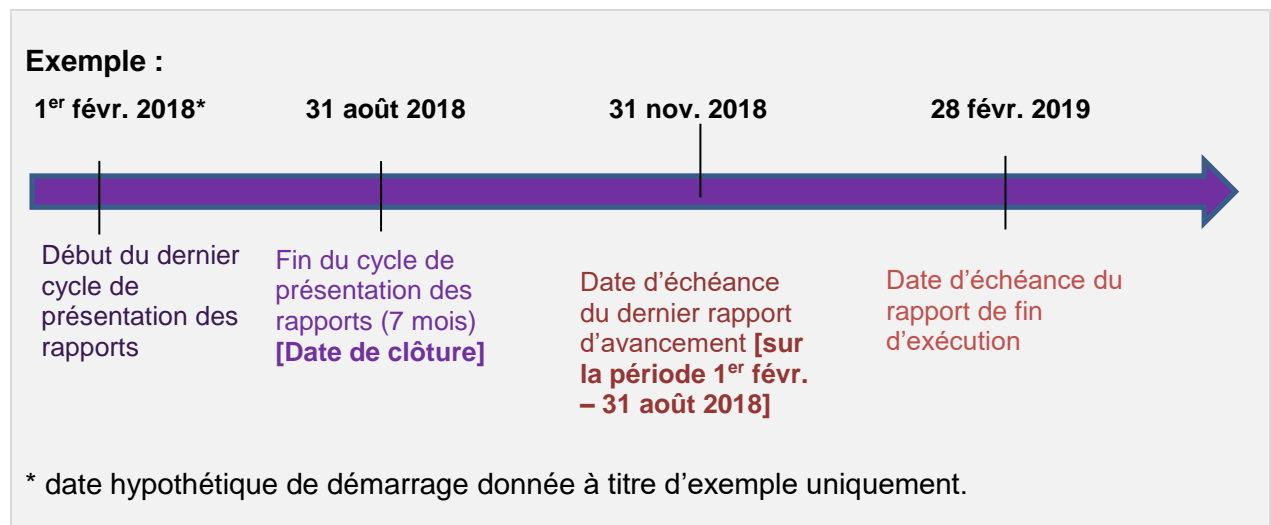 Exemple :
1er févr. 2018*
31 août 2018
31 nov. 2018
28 févr. 2019
Début du dernier
cycle de
présentation des
rapports
Fin du cycle de
présentation des
rapports (7 mois)
[Date de clôture]
Date d’échéance
du dernier rapport
d’avancement [sur
la période 1er févr.
– 31 août 2018]
Date d’échéance du
rapport de fin
d’exécution
* date hypothétique de démarrage donnée à titre d’exemple uniquement.